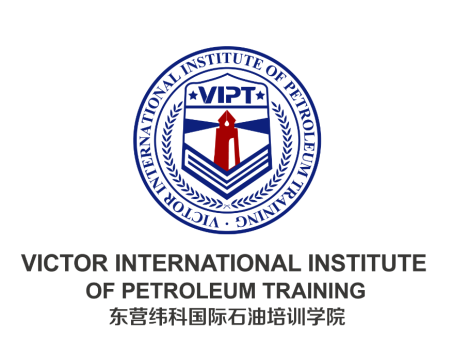 VICTOR INTERNATIONAL INSTITUTE OF PETROLEUM TRAINING
VIPT
VICTOR INTERNATIONAL INSTITUTE
OF PETROLEUM TRAINING
东营纬科国际石油培训学院